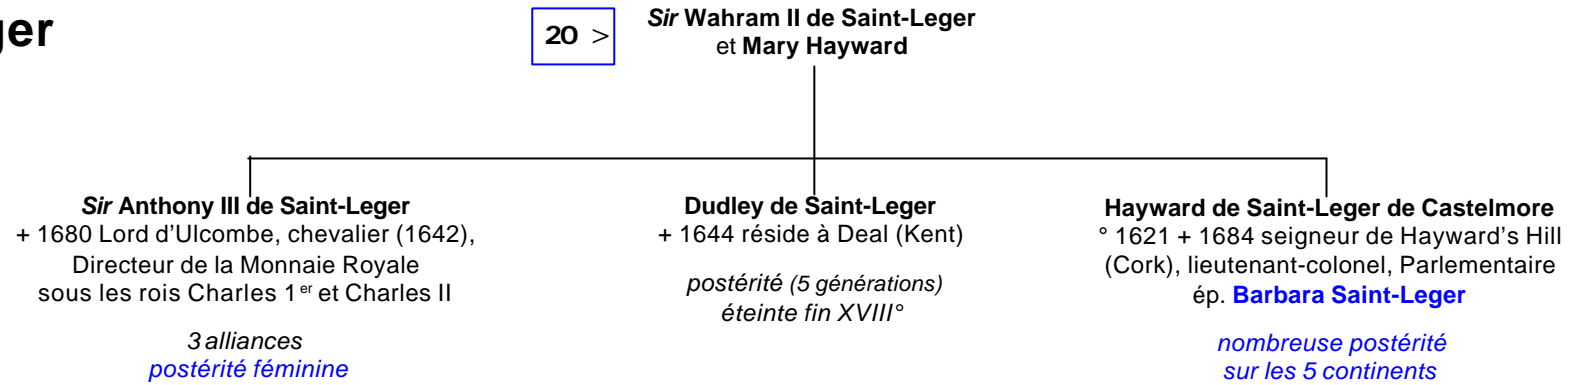 ger
20 >
Sir Wahram II de Saint-Leger
et Mary Hayward
Sir Anthony III de Saint-Leger
+ 1680 Lord d'Ulcombe, chevalier (1642),
Directeur de la Monnaie Royale
sous les rois Charles 1er et Charles II
3 alliances
postérité féminine
Dudley de Saint-Leger
+ 1644 réside à Deal (Kent)
postérité (5 générations)
éteinte fin XVIII°
Hayward de Saint-Leger de Castelmore
° 1621 + 1684 seigneur de Hayward's Hill
(Cork), lieutenant-colonel, Parlementaire
ép. Barbara Saint-Leger
nombreuse postérité
sur les 5 continents